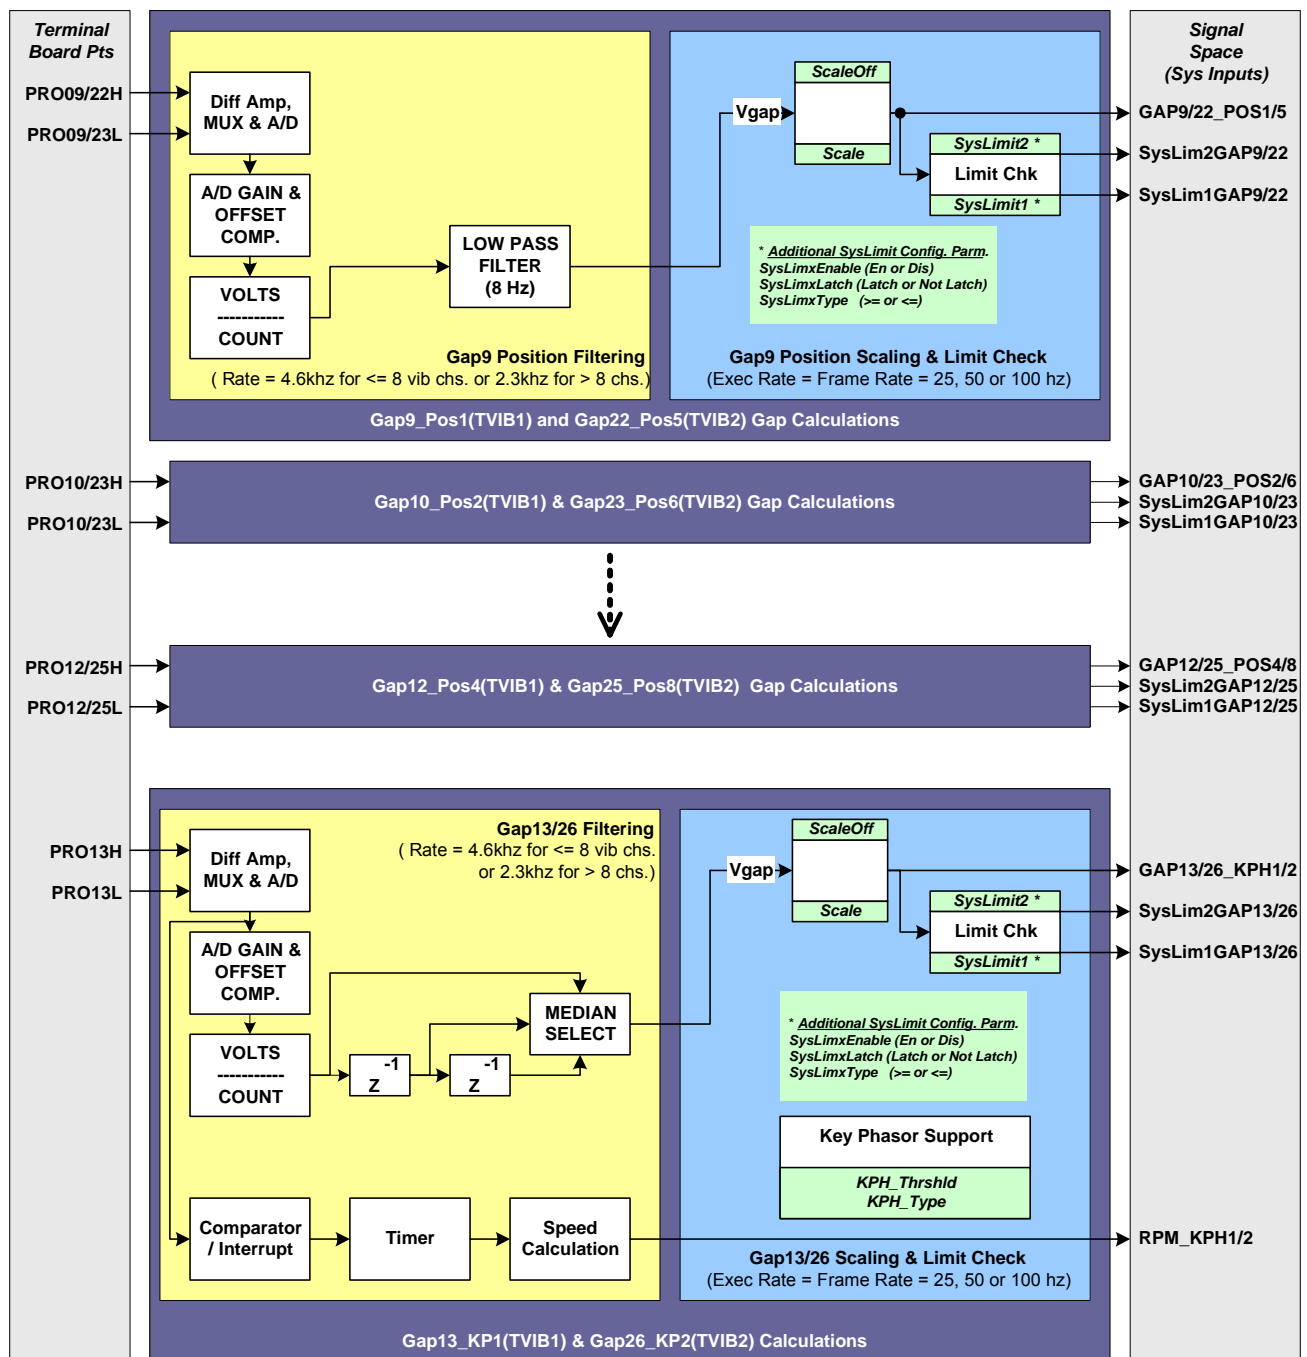 Terminal
Board Pts
PRO09/22H
PRO09/23L
Diff Amp,
MUX & A/D
A/D GAIN &
OFFSET
COMP.
VOLTS
-----------
COUNT
LOW PASS
FILTER
(8 Hz)
Gap9 Position Filtering
( Rate = 4.6khz for <= 8 vib chs. or 2.3khz for > 8 chs.)
Vgap
ScaleOff
Scale
SysLimit2 *
Limit Chk
SysLimit1 *
* Additional SysLimit Config. Parm.
SysLimxEnable (En or Dis)
SysLimxLatch (Latch or Not Latch)
SysLimxType (>= or <=)
Gap9 Position Scaling & Limit Check
(Exec Rate = Frame Rate = 25, 50 or 100 hz)
Gap9_Pos1(TVIB1) and Gap22_Pos5(TVIB2) Gap Calculations
Signal
Space
(Sys Inputs)
GAP9/22_POS1/5
SysLim2GAP9/22
SysLim1GAP9/22
PRO10/23H
PRO10/23L
Gap10_Pos2(TVIB1) & Gap23_Pos6(TVIB2) Gap Calculations
GAP10/23_POS2/6
SysLim2GAP10/23
SysLim1GAP10/23
PRO12/25H
PRO12/25L
Gap12_Pos4(TVIB1) & Gap25_Pos8(TVIB2) Gap Calculations
GAP12/25_POS4/8
SysLim2GAP12/25
SysLim1GAP12/25
PRO13H
PRO13L
Diff Amp,
MUX & A/D
Gap13/26 Filtering
( Rate = 4.6khz for <= 8 vib chs.
or 2.3khz for > 8 chs.)
A/D GAIN &
OFFSET
COMP.
VOLTS
-----------
COUNT
Z -1
Z -1
MEDIAN
SELECT
Comparator
/ Interrupt
Timer
Speed
Calculation
Vgap
ScaleOff
Scale
SysLimit2 *
Limit Chk
SysLimit1 *
* Additional SysLimit Config. Parm.
SysLimxEnable (En or Dis)
SysLimxLatch (Latch or Not Latch)
SysLimxType (>= or <=)
Key Phasor Support
KPH_Thrshld
KPH_Type
Gap13/26 Scaling & Limit Check
(Exec Rate = Frame Rate = 25, 50 or 100 hz)
Gap13_KP1(TVIB1) & Gap26_KP2(TVIB2) Calculations
GAP13/26_KPH1/2
SysLim2GAP13/26
SysLim1GAP13/26
RPM_KPH1/2